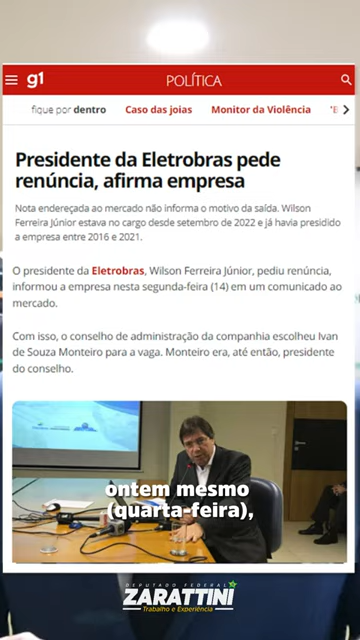 g1
POLÍTICA
fique por dentro
Caso das joias
Monitor da Violência
Presidente da Eletrobras pede
renúncia, afirma empresa
Nota endereçada ao mercado não informa o motivo da saída. Wilson
Ferreira Júnior estava no cargo desde setembro de 2022 e já havia presidido
a empresa entre 2016 e 2021.
O presidente da Eletrobras, Wilson Ferreira Júnior, pediu renúncia,
informou a empresa nesta segunda-feira (14) em um comunicado ao
mercado.
Com isso, o conselho de administração da companhia escolheu Ivan
de Souza Monteiro para a vaga. Monteiro era, até então, presidente
do conselho.
ontem mesmo
(quarta-feira),
DEPUTADO FEDERAL
ZARATTINI
Trabalho e Experiência